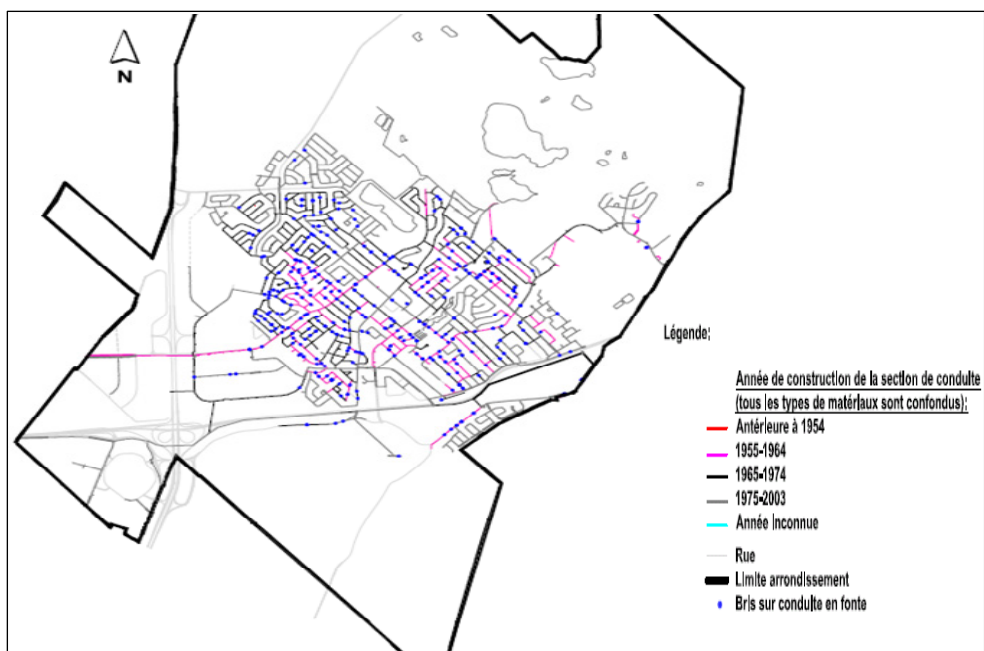 N
Légende:
Année de construction de la section de conduite
(tous les types de matériaux sont confondus):
Antérieure à 1954
1955-1964
1965-1974
1975-2003
Année Inconnue
Rue
Limite arrondissement
Bris sur conduite en fonte